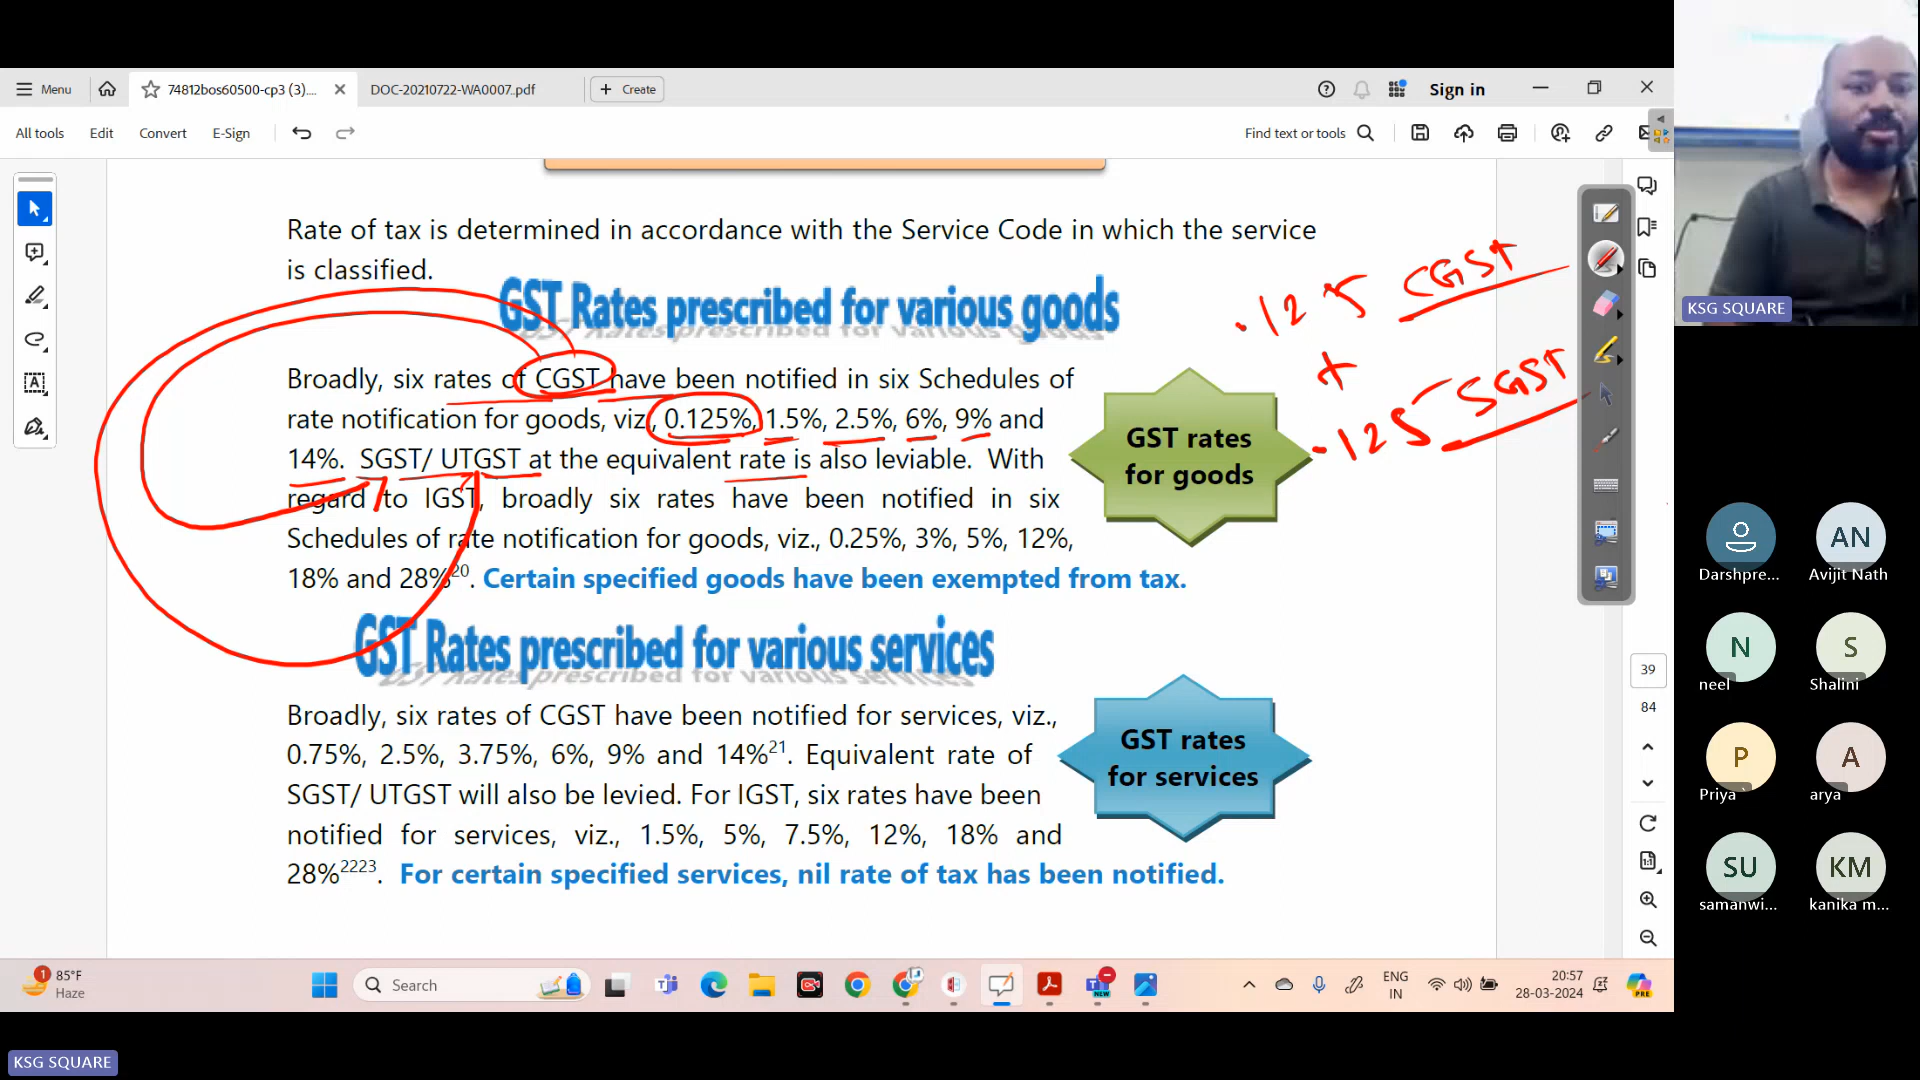 Menu
74812bos60500-cp3 (3)....
DOC-20210722-WA0007..pdf
Create
Sign in
All tools
Edit
Convert
E-Sign
Find text or tools
Rate of tax is determined in accordance with the Service Code in which the service
is classified.
GST Rates prescribed for various goods
Broadly, six rates of CGST have been notified in six Schedules of
rate notification for goods, viz., 0.125%, 1.5%, 2.5%, 6%, 9% and
14%. SGST/ UTGST at the equivalent rate is also leviable. With
regard to IGST, broadly six rates have been notified in six
Schedules of rate notification for goods, viz., 0.25%, 3%, 5%, 12%,
18% and 28%20. Certain specified goods have been exempted from tax.
GST rates
for goods
.125 CGST
+
.125 SGST
GST Rates prescribed for various services
Broadly, six rates of CGST have been notified for services, viz.,
0.75%, 2.5%, 3.75%, 6%, 9% and 14%21. Equivalent rate of
SGST/ UTGST will also be levied. For IGST, six rates have been
notified for services, viz., 1.5%, 5%, 7.5%, 12%, 18% and
28%2223. For certain specified services, nil rate of tax has been notified.
GST rates
for services
39
84
KSG SQUARE
Darshpre...
AN
Avijit Nath
N
neel
S
Shalini
P
Priya `
A
arya
SU
samanwi...
KM
kanika m...
1
85°F
Haze
Search
NEW
ENG
IN
20:57
28-03-2024
PRE
KSG SQUARE